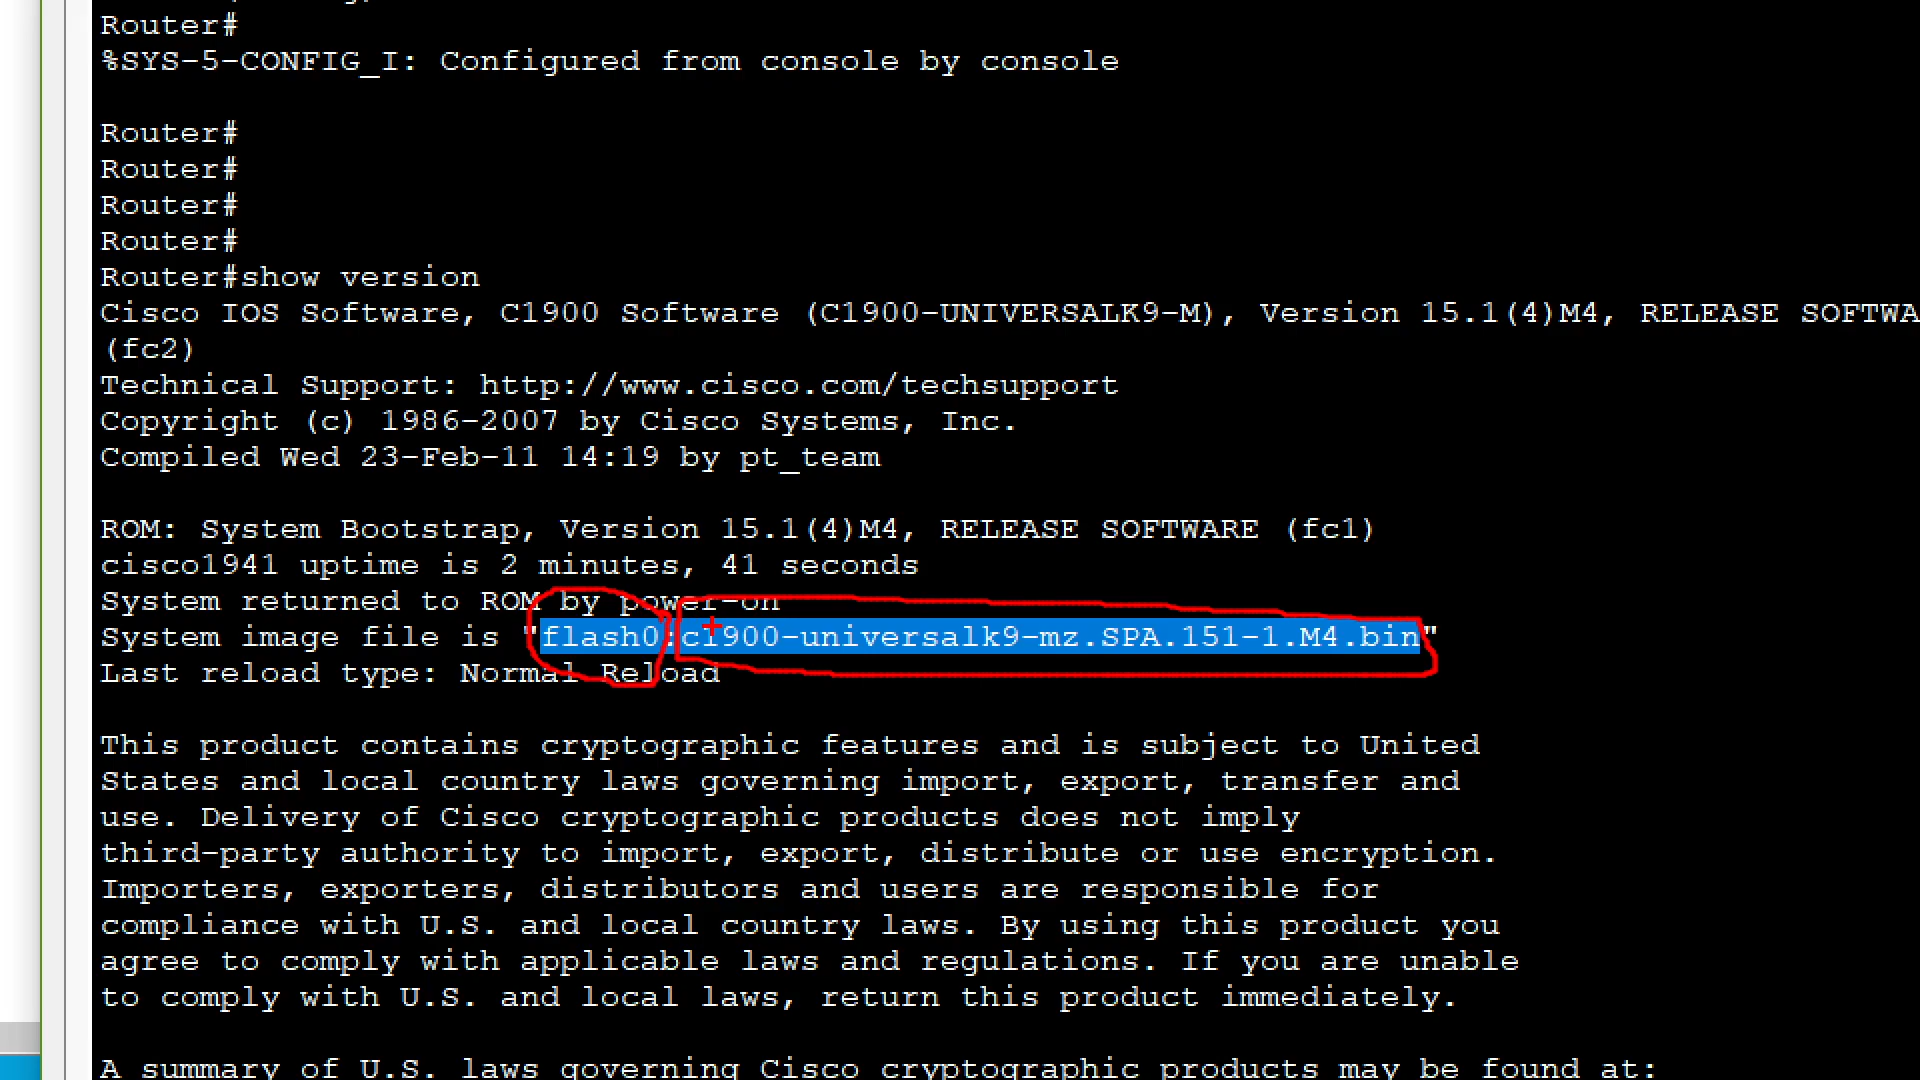 Router#
%SYS-5-CONFIG_I: Configured from console by console
Router#
Router#
Router#
Router#
Router#show version
Cisco IOS Software, C1900 Software (C1900-UNIVERSALK9-M), Version 15.1(4)M4, RELEASE SOFTWA
(fc2)
Technical Support: http://www.cisco.com/techsupport
Copyright (c) 1986-2007 by Cisco Systems, Inc.
Compiled Wed 23-Feb-11 14:19 by pt_team
ROM: System Bootstrap, Version 15.1(4)M4, RELEASE SOFTWARE (fc1)
cisco1941 uptime is 2 minutes, 41 seconds
System returned to ROM by power-on
System image file is "flash0:c1900-universalk9-mz.SPA.151-1.M4.bin"
Last reload type: Normal Reload
This product contains cryptographic features and is subject to United
States and local country laws governing import, export, transfer and
use. Delivery of Cisco cryptographic products does not imply
third-party authority to import, export, distribute or use encryption.
Importers, exporters, distributors and users are responsible for
compliance with U.S. and local country laws. By using this product you
agree to comply with applicable laws and regulations. If you are unable
to comply with U.S. and local laws, return this product immediately.
A summary of U.S. laws governing Cisco cryptographic products may be found at: